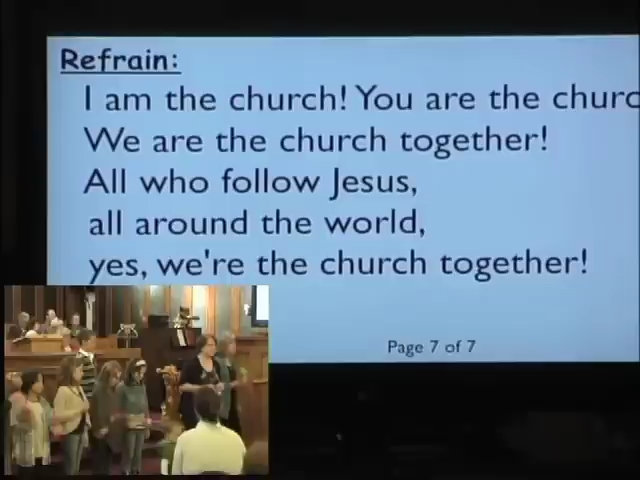 Refrain:
I am the church! You are the churc
We are the church together!
All who follow Jesus,
all around the world,
yes, we're the church together!
Page 7 of 7